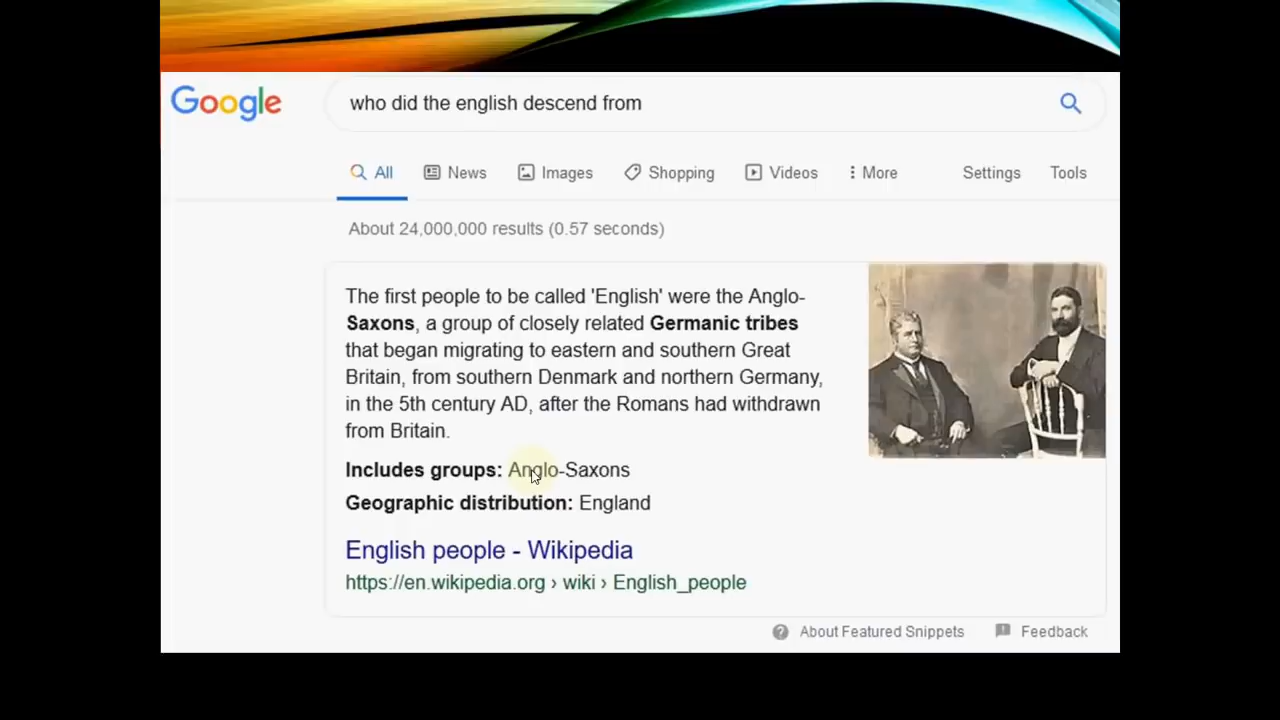 Google
who did the english descend from
All News Images Shopping Videos More Settings Tools
About 24,000,000 results (0.57 seconds)
The first people to be called 'English' were the Anglo-
Saxons, a group of closely related Germanic tribes
that began migrating to eastern and southern Great
Britain, from southern Denmark and northern Germany,
in the 5th century AD, after the Romans had withdrawn
from Britain.
Includes groups: Anglo-Saxons
Geographic distribution: England
English people - Wikipedia
https://en.wikipedia.org › wiki › English_people
About Featured Snippets Feedback